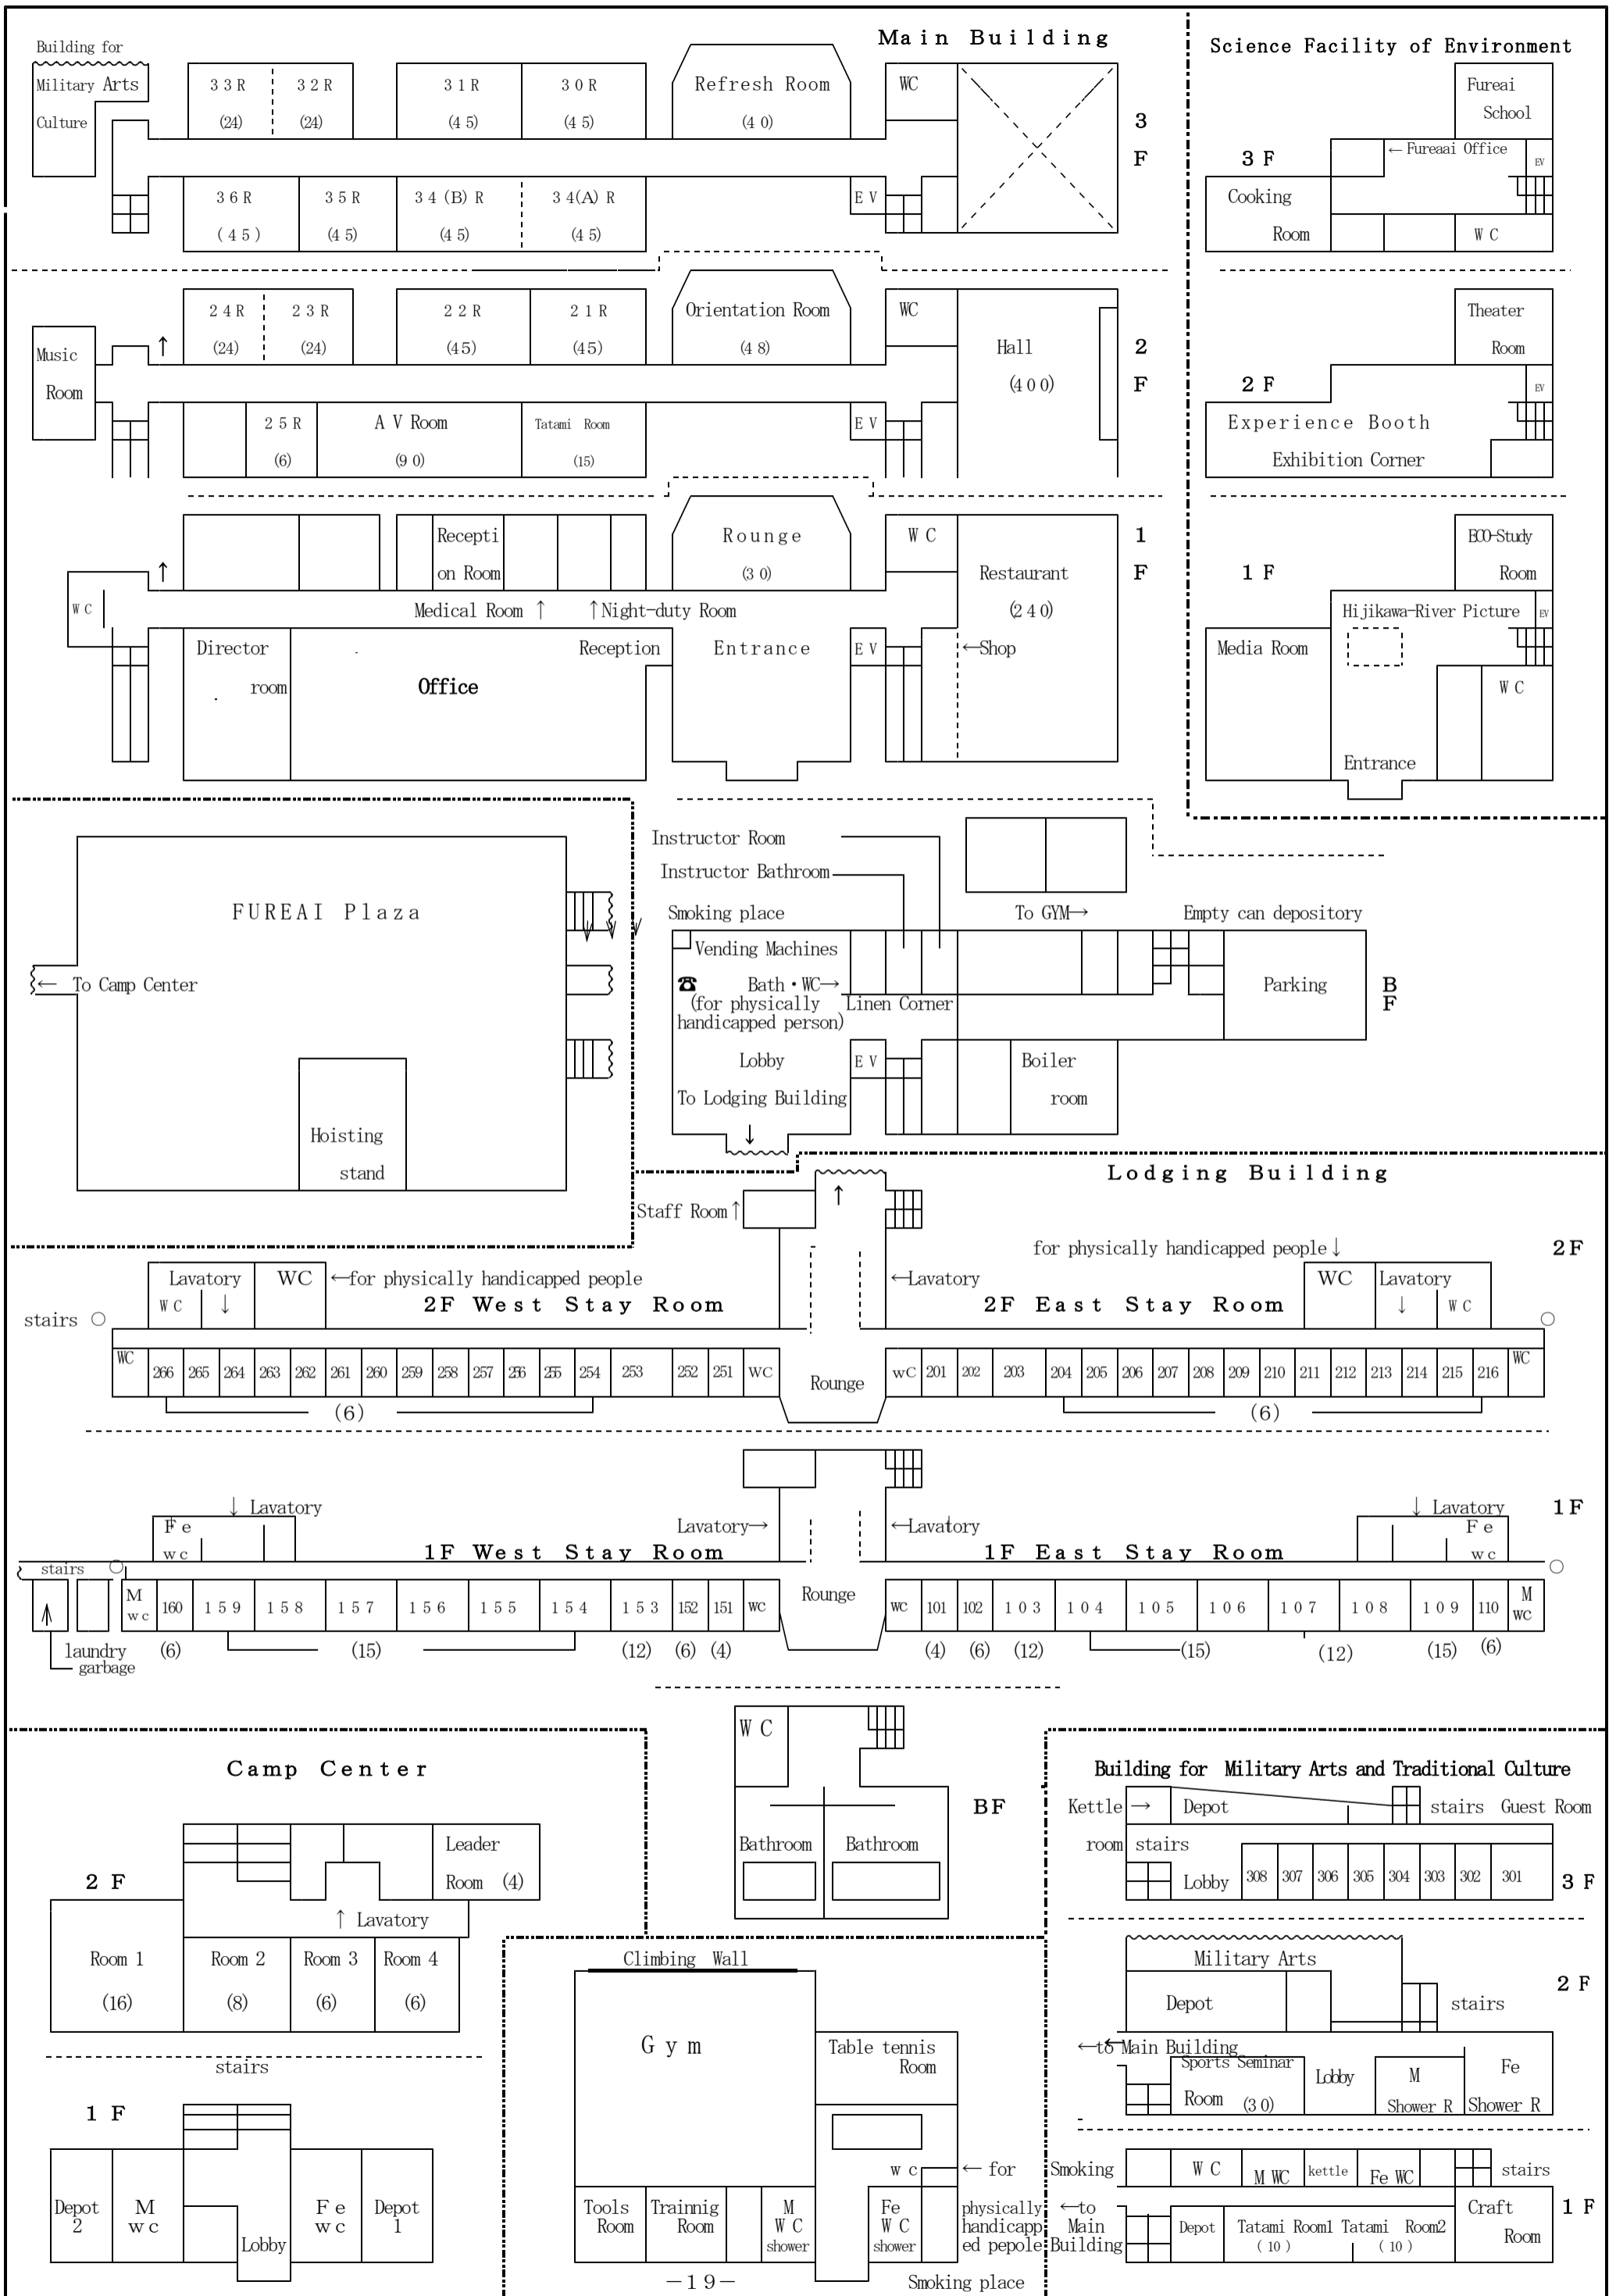 Main Building
Science Facility of Environment
Building for
Military Arts
Culture
33R
(24)
32R
(24)
31R
(45)
30R
(45)
Refresh Room
(40)
WC
3
F
36R
(45)
35R
(45)
34(B)R
(45)
34(A)R
(45)
EV
Fureai
School
3F
←Fureaai Office
EV
Cooking
Room
WC
Music
Room
↑
24R
(24)
23R
(24)
22R
(45)
21R
(45)
Orientation Room
(48)
WC
Hall
(400)
2
F
25R
(6)
AV Room
(90)
Tatami Room
(15)
EV
Theater
Room
2F
EV
Experience Booth
Exhibition Corner
↑
Recepti
on Room
Rounge
(30)
WC
Restaurant
(240)
1
F
WC
Medical Room ↑
↑Night-duty Room
Director
room
Office
Reception
Entrance
EV
←Shop
ECO-Study
Room
1F
Hijikawa-River Picture
EV
Media Room
WC
Entrance
FUREAI Plaza
← To Camp Center
Hoisting
stand
Instructor Room
Instructor Bathroom
Smoking place
To GYM→
Empty can depository
Vending Machines
☎
Bath・WC→
(for physically
handicapped person)
Linen Corner
Parking
B
F
Lobby
EV
Boiler
room
To Lodging Building
↓
Lodging Building
Staff Room↑
↑
for physically handicapped people↓
2F
Lavatory
WC
←for physically handicapped people
←Lavatory
WC
Lavatory
WC
↓
2F West Stay Room
2F East Stay Room
↓
WC
stairs ○
○
WC
266 265 264 263 262 261 260 259 258 257 256 255 254 253 252 251 WC
Rounge
wC 201 202 203 204 205 206 207 208 209 210 211 212 213 214 215 216
WC
(6)
(6)
↓ Lavatory
Fe
wc
Lavatory→
←Lavatory
↓ Lavatory
1F
Fe
wc
1F West Stay Room
1F East Stay Room
stairs ○
○
M
wc
160 159 158 157 156 155 154 153 152 151 WC
Rounge
WC 101 102 103 104 105 106 107 108 109 110
M
WC
laundry
garbage
(6) (15) (12) (6) (4)
(4) (6) (12) (15) (12) (15) (6)
WC
Bathroom
Bathroom
BF
Camp Center
Leader
Room (4)
2F
↑ Lavatory
Room 1
(16)
Room 2
(8)
Room 3
(6)
Room 4
(6)
stairs
1F
Depot
2
M
wc
Lobby
Fe
wc
Depot
1
Climbing Wall
Gym
Table tennis
Room
wc
← for
physically
handicapp
ed pepole
Tools
Room
Trainnig
Room
M
WC
shower
Fe
WC
shower
Smoking place
Building for Military Arts and Traditional Culture
Kettle →
room
Depot
stairs
Guest Room
stairs
Lobby
308 307 306 305 304 303 302 301
3F
Military Arts
Depot
stairs
2F
←to Main Building
Sports Seminar
Room (30)
Lobby
M
Shower R
Fe
Shower R
Smoking
WC
M WC
kettle
Fe WC
stairs
←to
Main
Building
Depot
Tatami Room1
(10)
Tatami Room2
(10)
Craft
Room
1F
－19－